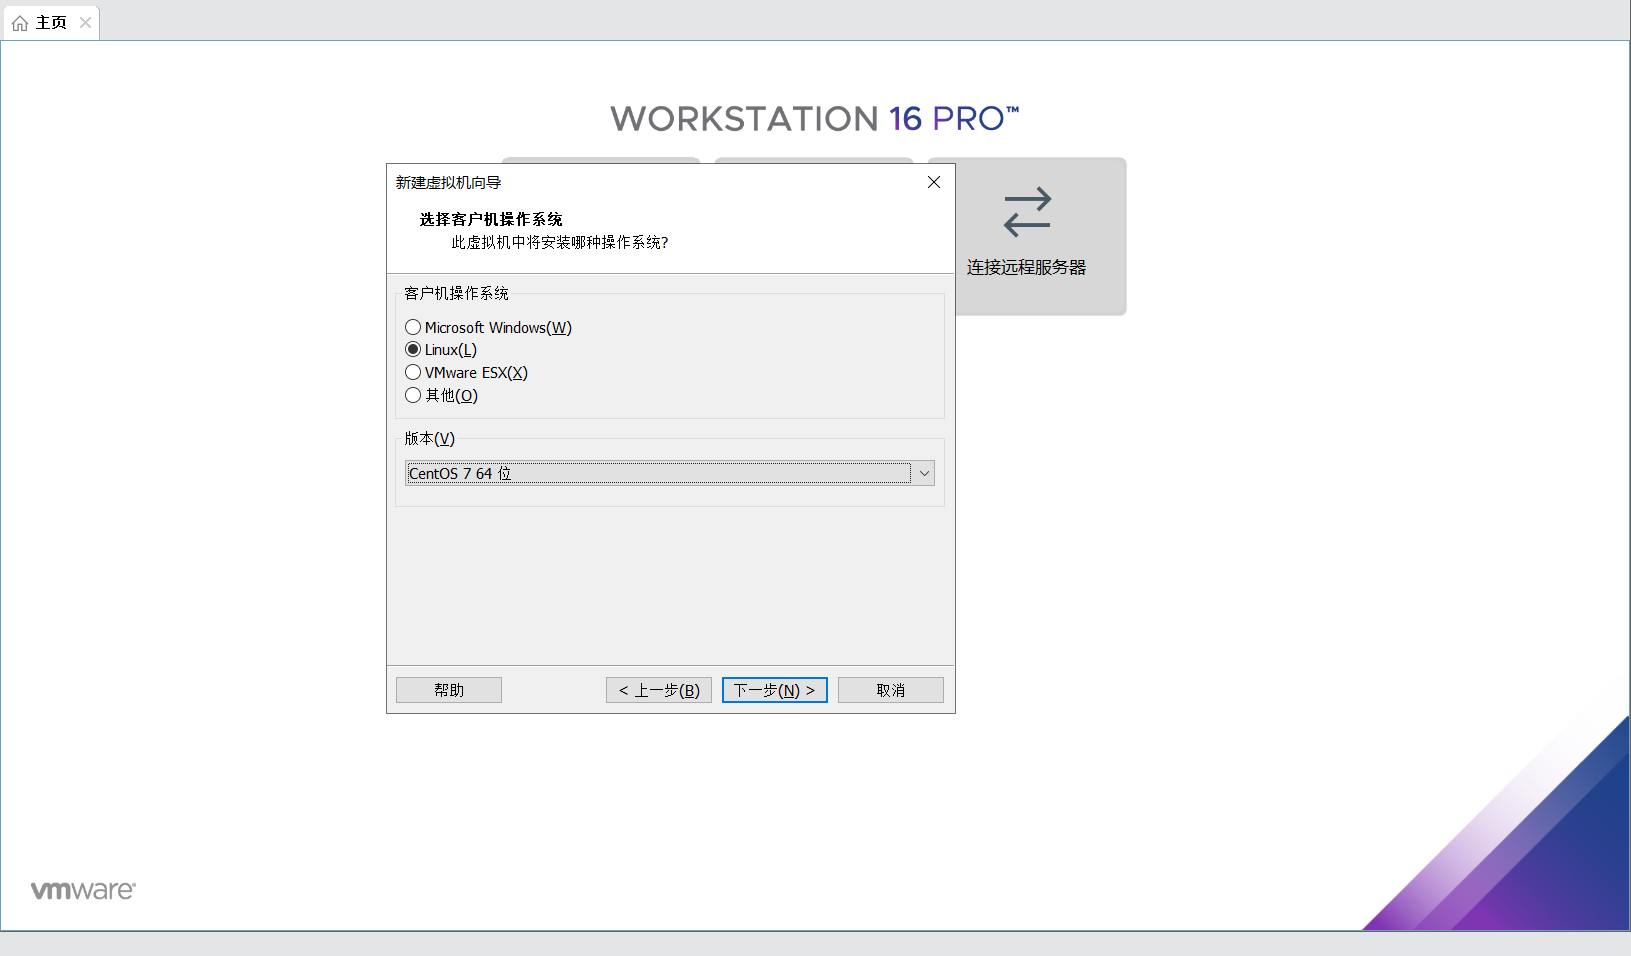 主页
WORKSTATION 16 PRO™
新建虚拟机向导
选择客户机操作系统
此虚拟机中将安装哪种操作系统?
连接远程服务器
客户机操作系统
Microsoft Windows(W)
Linux(L)
VMware ESX(X)
其他(O)
版本(V)
CentOS 7 64 位
帮助
< 上一步(B)
下一步(N) >
取消
vmware®